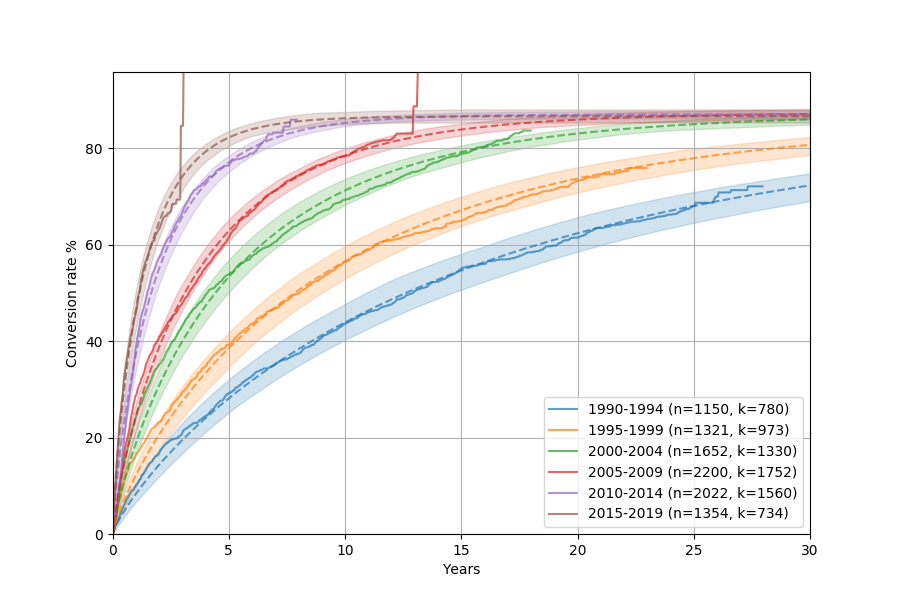 80
60
40
20
0
Conversion rate %
0 5 10 15 20 25 30
Years
1990-1994 (n=1150, k=780)
1995-1999 (n=1321, k=973)
2000-2004 (n=1652, k=1330)
2005-2009 (n=2200, k=1752)
2010-2014 (n=2022, k=1560)
2015-2019 (n=1354, k=734)